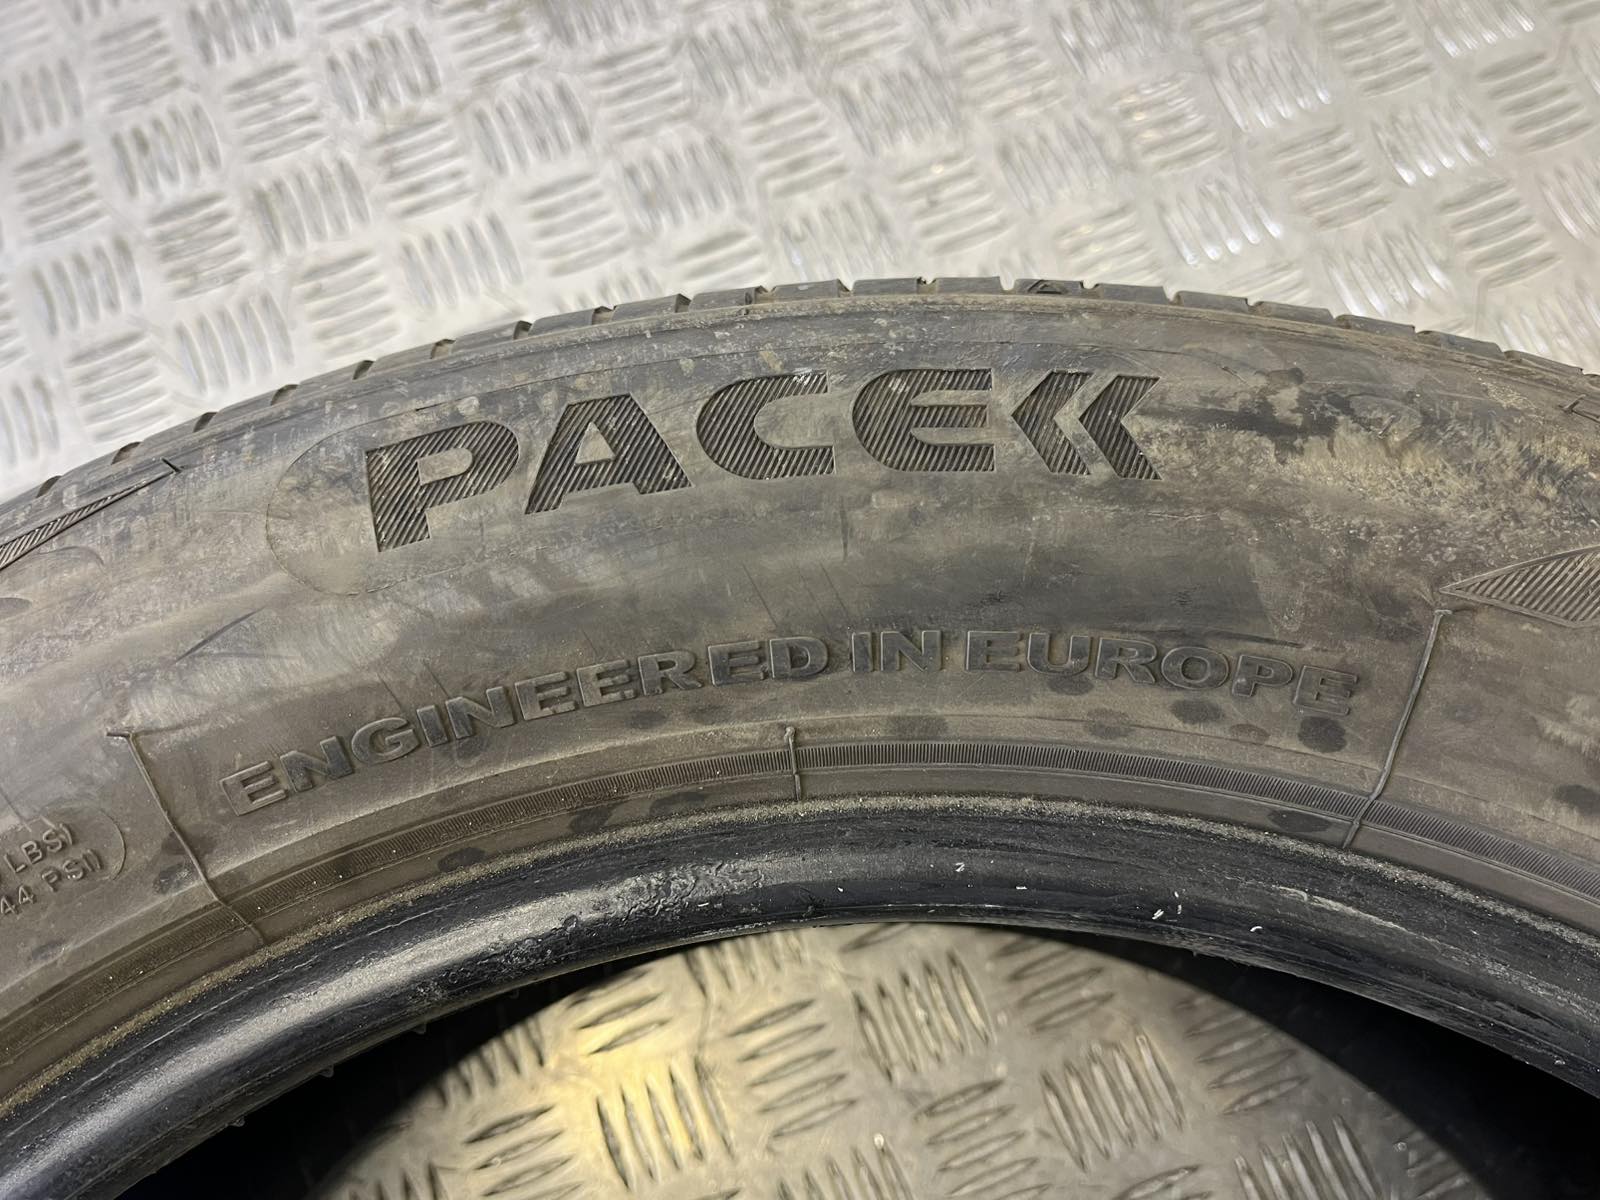 PACE
ENGINEERED IN EUROPE
LBS)
44 PSI)